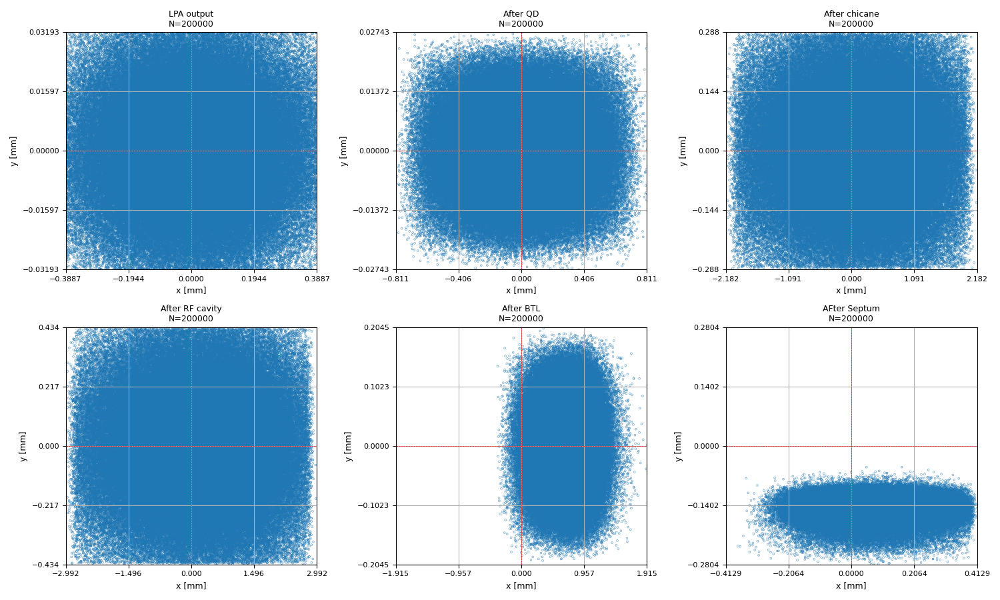 LPA output
N=200000
0.03193
0.01597
0.00000
−0.01597
−0.03193
y [mm]
−0.3887
−0.1944
0.0000
0.1944
0.3887
x [mm]
After QD
N=200000
0.02743
0.01372
0.00000
−0.01372
−0.02743
y [mm]
−0.811
−0.406
0.000
0.406
0.811
x [mm]
After chicane
N=200000
0.288
0.144
0.000
−0.144
−0.288
y [mm]
−2.182
−1.091
0.000
1.091
2.182
x [mm]
After RF cavity
N=200000
0.434
0.217
0.000
−0.217
−0.434
y [mm]
−2.992
−1.496
0.000
1.496
2.992
x [mm]
After BTL
N=200000
0.2045
0.1023
0.0000
−0.1023
−0.2045
y [mm]
−1.915
−0.957
0.000
0.957
1.915
x [mm]
AFter Septum
N=200000
0.2804
0.1402
0.0000
−0.1402
−0.2804
y [mm]
−0.4129
−0.2064
0.0000
0.2064
0.4129
x [mm]